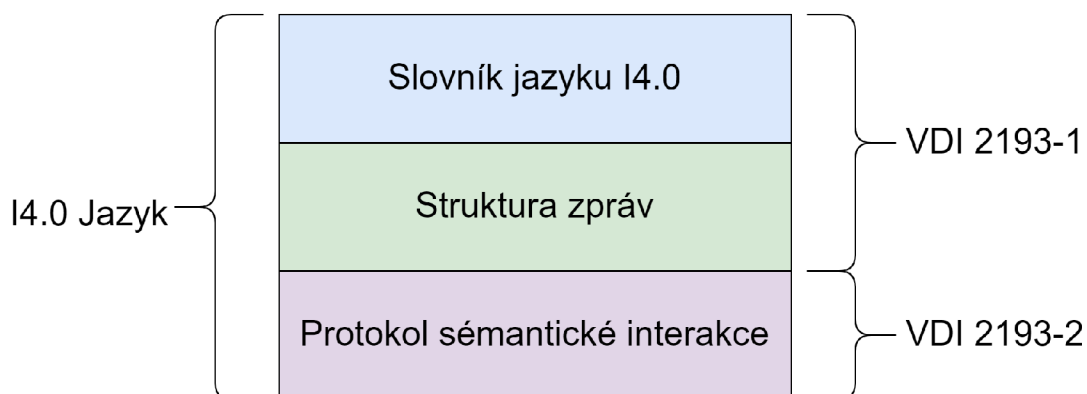 Slovník jazyku I4.0
VDI 2193-1
Struktura zpráv
I4.0 Jazyk
Protokol sémantické interakce
VDI 2193-2